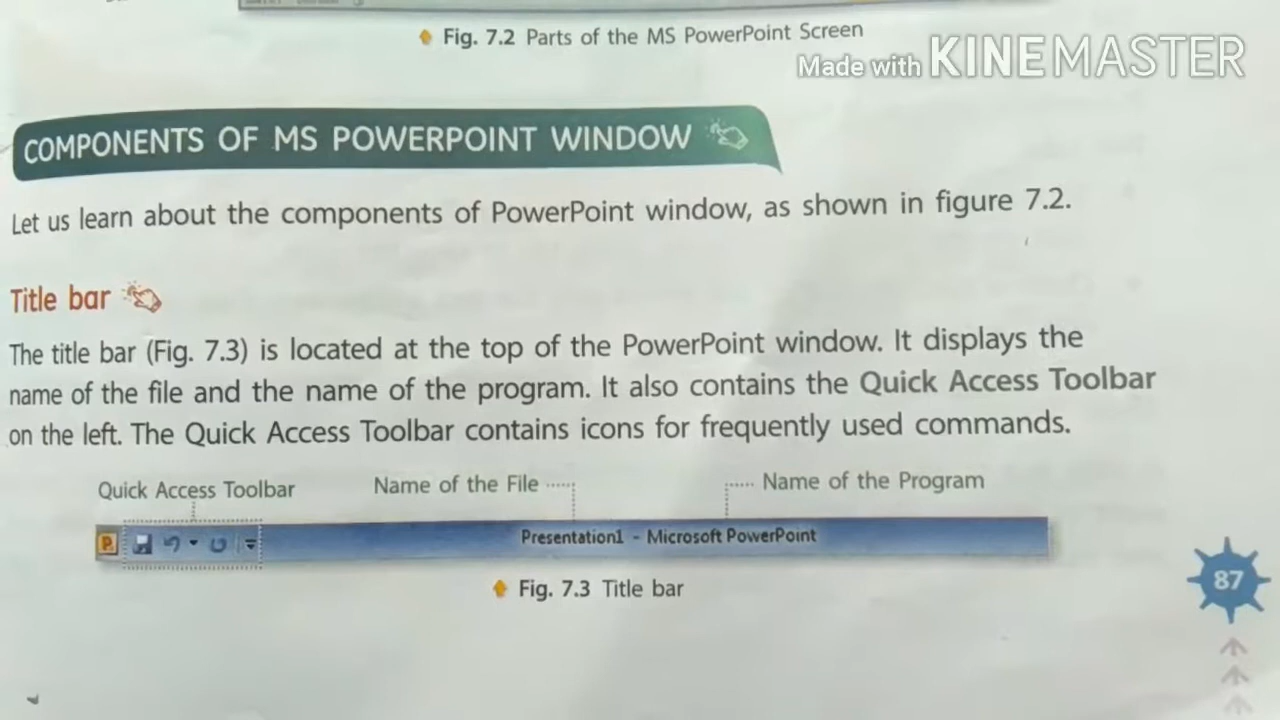 Fig. 7.2 Parts of the MS PowerPoint Screen
Made with KINEMASTER
COMPONENTS OF MS POWERPOINT WINDOW
Let us learn about the components of PowerPoint window, as shown in figure 7.2.
Title bar
The title bar (Fig. 7.3) is located at the top of the PowerPoint window. It displays the
name of the file and the name of the program. It also contains the Quick Access Toolbar
on the left. The Quick Access Toolbar contains icons for frequently used commands.
Quick Access Toolbar Name of the File Name of the Program
Presentation1 - Microsoft PowerPoint
Fig. 7.3 Title bar
87